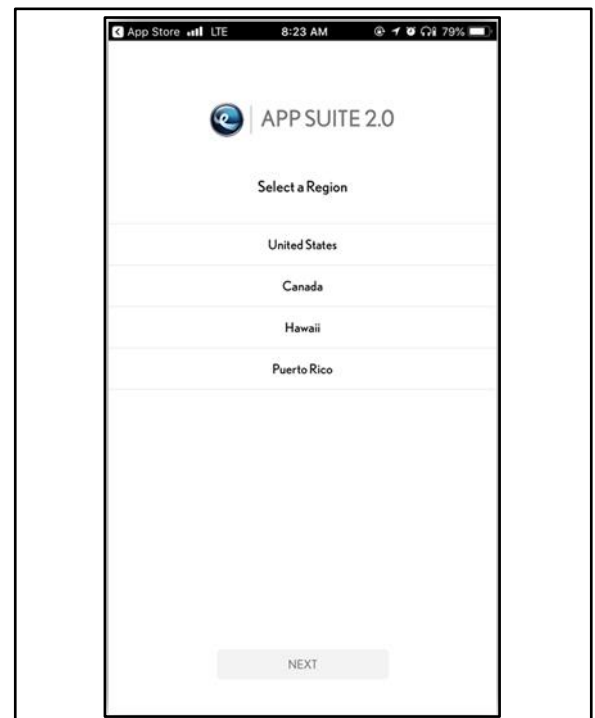 App Store LTE 8:23 AM 79%
APP SUITE 2.0
Select a Region
United States
Canada
Hawaii
Puerto Rico
NEXT